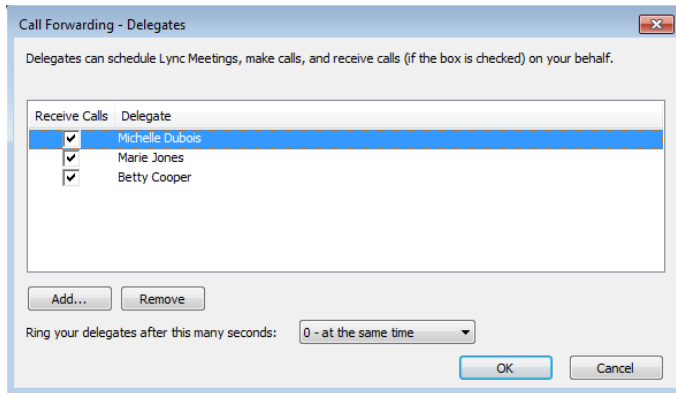 Call Forwarding - Delegates
Delegates can schedule Lync Meetings, make calls, and receive calls (if the box is checked) on your behalf.
Receive Calls Delegate
Michelle Dubois
Marie Jones
Betty Cooper
Add... Remove
Ring your delegates after this many seconds: 0 - at the same time
OK Cancel